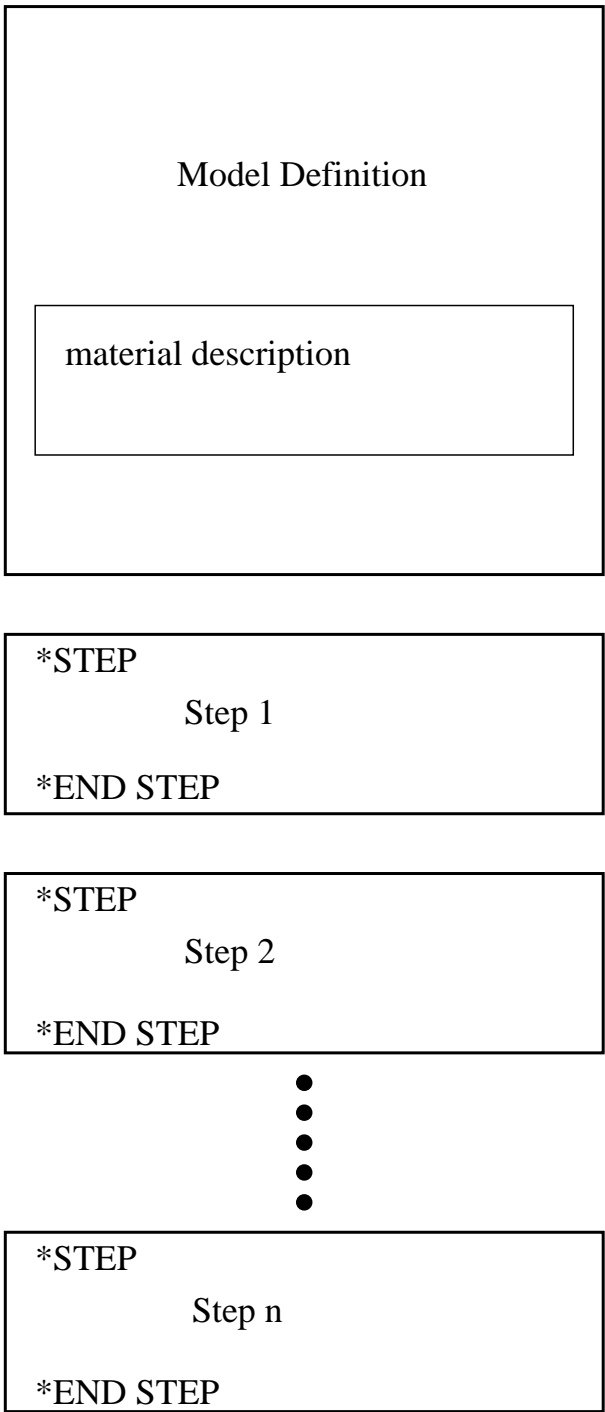 Model Definition
material description
*STEP
Step 1
*END STEP
*STEP
Step 2
*END STEP
*STEP
Step n
*END STEP